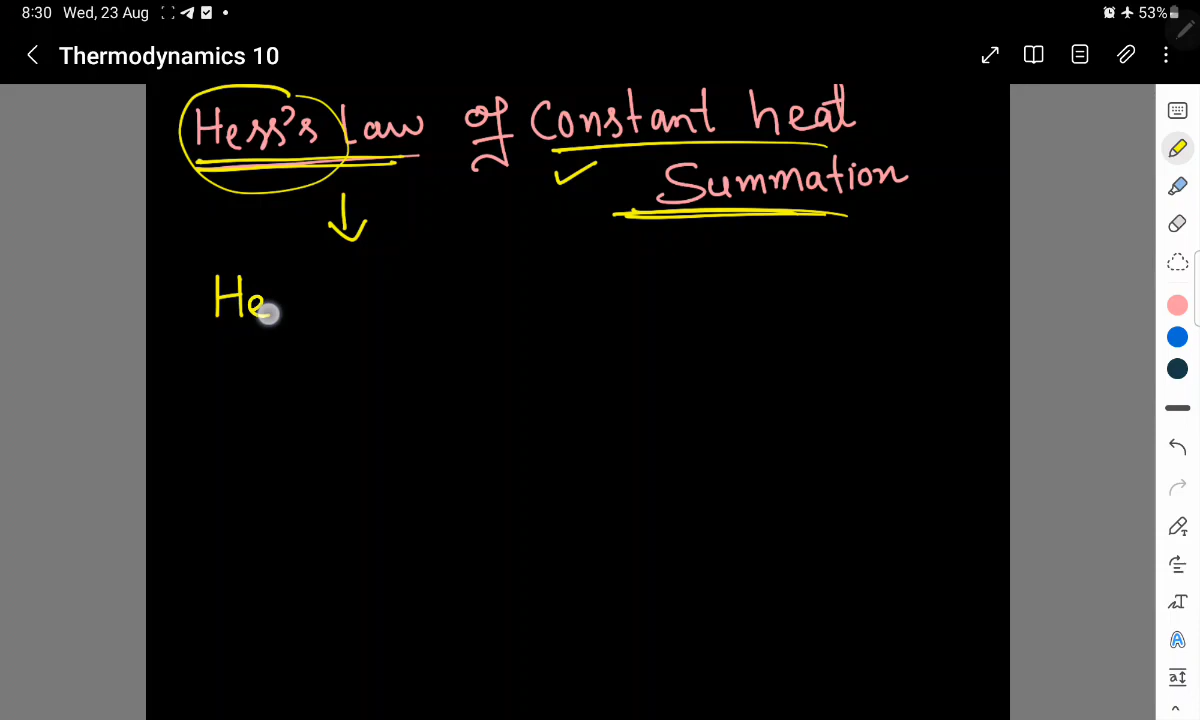 8:30 Wed, 23 Aug
53%
Thermodynamics 10
Hess's Law of Constant heat
Summation
He